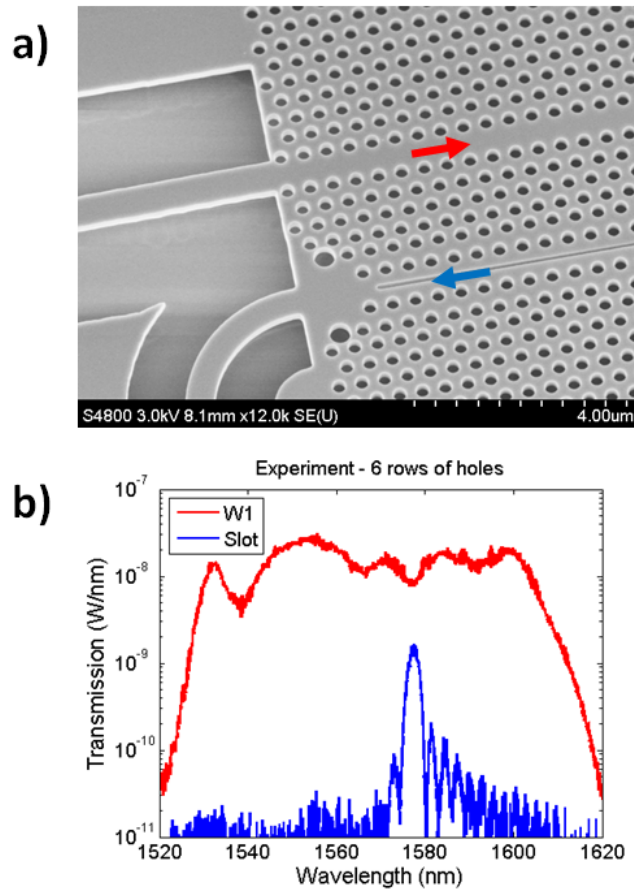 a)
S4800 3.0kV 8.1mm x12.0k SE(U)
4.00um
b)
Experiment - 6 rows of holes
W1
Slot
Transmission (W/nm)
10^-7
10^-8
10^-9
10^-10
10^-11
1520 1540 1560 1580 1600 1620
Wavelength (nm)